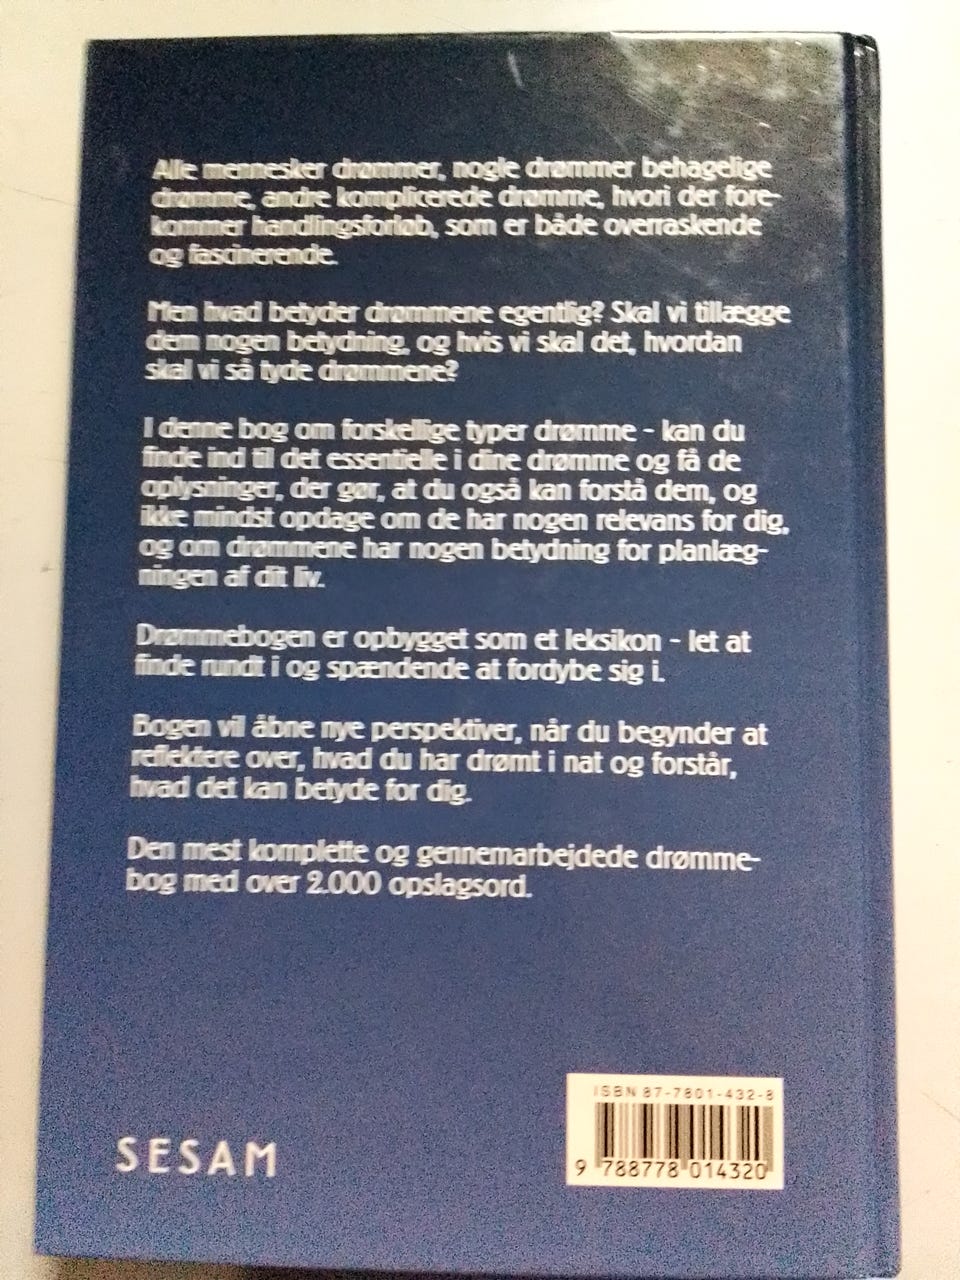 Alle mennesker drømmer, nogle drømmer behagelige
drømme, andre komplicerede drømme, hvori der fore-
kommer handlingsforløb, som er både overraskende
og fascinerende.
Men hvad betyder drømmene egentlig? Skal vi tillægge
dem nogen betydning, og hvis vi skal det, hvordan
skal vi så tyde drømmene?
I denne bog om forskellige typer drømme - kan du
finde ind til det essentielle i dine drømme og få de
oplysninger, der gør, at du også kan forstå dem, og
ikke mindst opdage om de har nogen relevans for dig,
og om drømmene har nogen betydning for planlæg-
ningen af dit liv.
Drømmebogen er opbygget som et leksikon - let at
finde rundt i og spændende at fordybe sig i.
Bogen vil åbne nye perspektiver, når du begynder at
reflektere over, hvad du har drømt i nat og forstår,
hvad det kan betyde for dig.
Den mest komplette og gennemarbejdede drømme-
bog med over 2.000 opslagsord.
ISBN 87-7801-432-8
9 788778 014320
SESAM